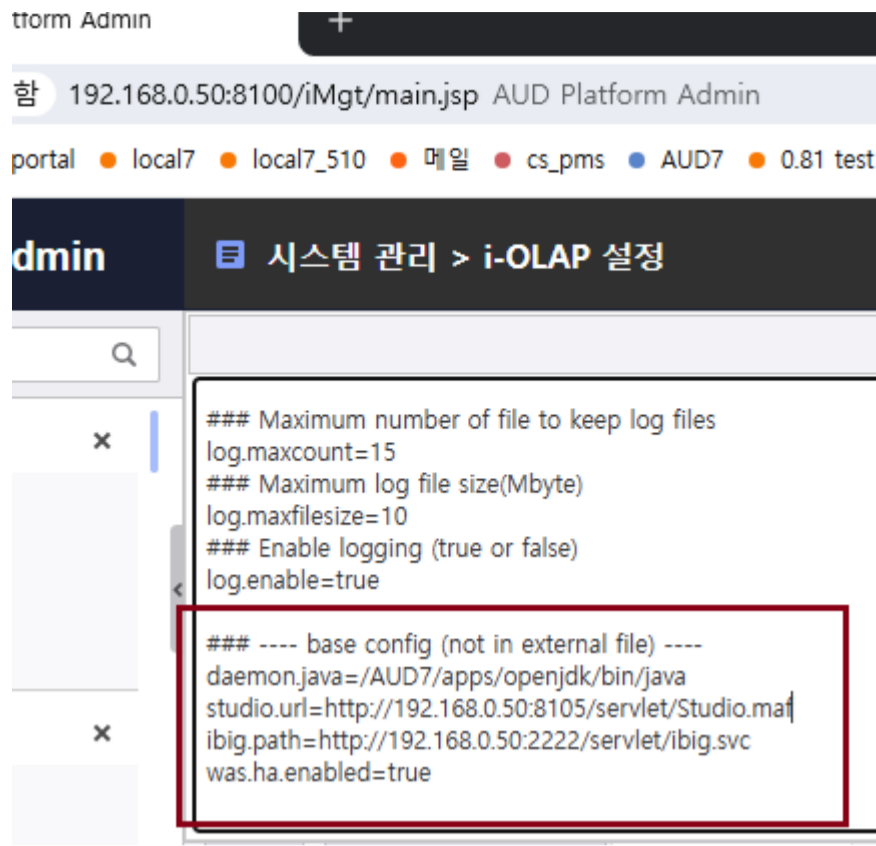 tform Admin
+
함 192.168.0.50:8100/iMgt/main.jsp AUD Platform Admin
portal local7 local7_510 메일 cs_pms AUD7 0.81 test
dmin
시스템 관리 > i-OLAP 설정
### Maximum number of file to keep log files
log.maxcount=15
### Maximum log file size(Mbyte)
log.maxfilesize=10
### Enable logging (true or false)
log.enable=true
### ---- base config (not in external file) ----
daemon.java=/AUD7/apps/openjdk/bin/java
studio.url=http://192.168.0.50:8105/servlet/Studio.maf
ibig.path=http://192.168.0.50:2222/servlet/ibig.svc
was.ha.enabled=true